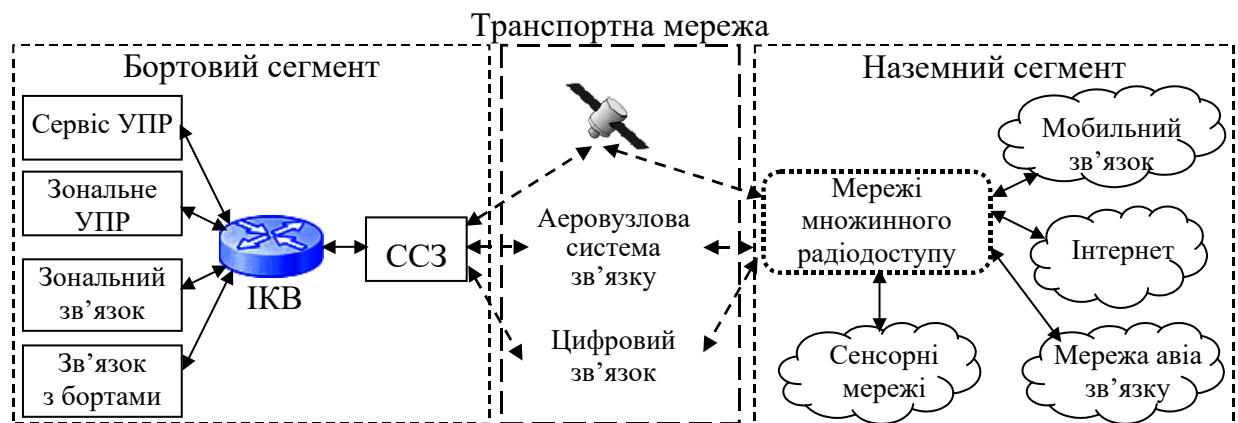 Транспортна мережа
Бортовий сегмент
Сервіс УПР
Зональне
УПР
Зональний
зв’язок
Зв’язок
з бортами
ІКВ
ССЗ
Аеровузлова
система
зв’язку
Цифровий
зв’язок
Наземний сегмент
Мережі
множинного
радіодоступу
Мобільний
зв’язок
Інтернет
Сенсорні
мережі
Мережа авіа
зв’язку